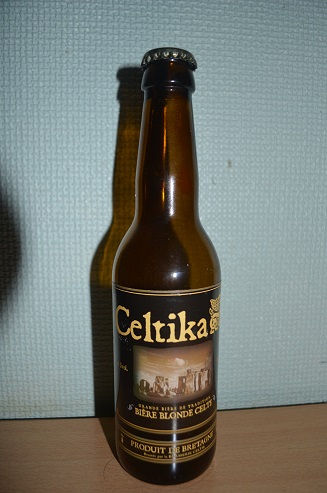 Celtika
GRANDE BIÈRE DE TRADITION
BIÈRE BLONDE CELTE
PRODUIT DE BRETAGNE